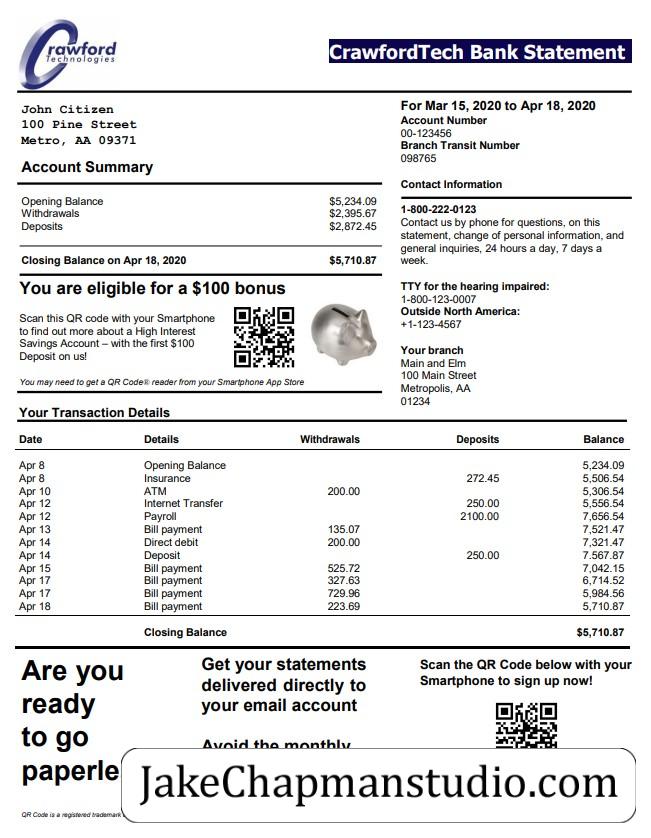 Crawford
Technologies
CrawfordTech Bank Statement
John Citizen
100 Pine Street
Metro, AA 09371
For Mar 15, 2020 to Apr 18, 2020
Account Number
00-123456
Branch Transit Number
098765
Account Summary
Opening Balance $5,234.09
Withdrawals $2,395.67
Deposits $2,872.45
Closing Balance on Apr 18, 2020 $5,710.87
Contact Information
1-800-222-0123
Contact us by phone for questions, on this
statement, change of personal information, and
general inquiries, 24 hours a day, 7 days a
week.
TTY for the hearing impaired:
1-800-123-0007
Outside North America:
+1-123-4567
Your branch
Main and Elm
100 Main Street
Metropolis, AA
01234
You are eligible for a $100 bonus
Scan this QR code with your Smartphone
to find out more about a High Interest
Savings Account – with the first $100
Deposit on us!
You may need to get a QR Code® reader from your Smartphone App Store
Your Transaction Details
Date Details Withdrawals Deposits Balance
Apr 8 Opening Balance 5,234.09
Apr 8 Insurance 272.45 5,506.54
Apr 10 ATM 200.00 5,306.54
Apr 12 Internet Transfer 250.00 5,556.54
Apr 12 Payroll 2100.00 7,656.54
Apr 13 Bill payment 135.07 7,521.47
Apr 14 Direct debit 200.00 7,321.47
Apr 14 Deposit 250.00 7.567.87
Apr 15 Bill payment 525.72 7,042.15
Apr 17 Bill payment 327.63 6,714.52
Apr 17 Bill payment 729.96 5,984.56
Apr 18 Bill payment 223.69 5,710.87
Closing Balance $5,710.87
Are you
ready
to go
paperle
Get your statements
delivered directly to
your email account
Avoid the monthly
Scan the QR Code below with your
Smartphone to sign up now!
JakeChapmanstudio.com
QR Code is a registered trademark